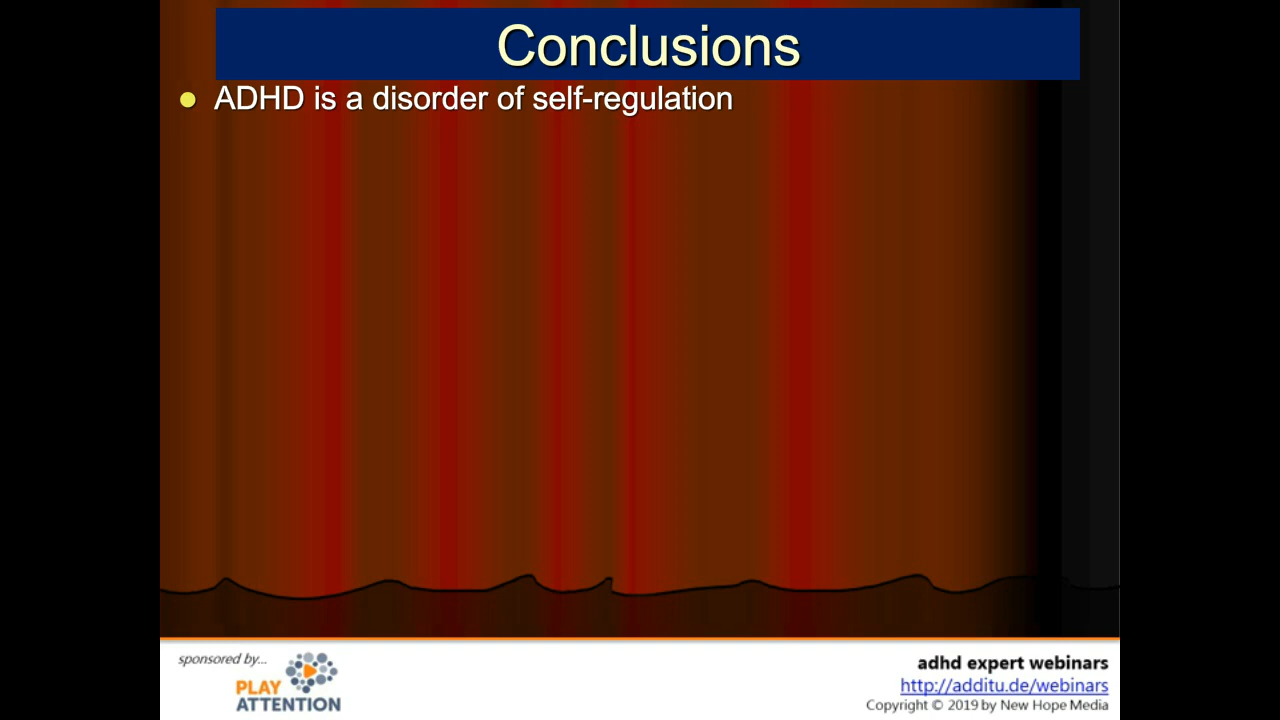 Conclusions
ADHD is a disorder of self-regulation
sponsored by...
PLAY
ATTENTION
adhd expert webinars
http://additu.de/webinars
Copyright © 2019 by New Hope Media